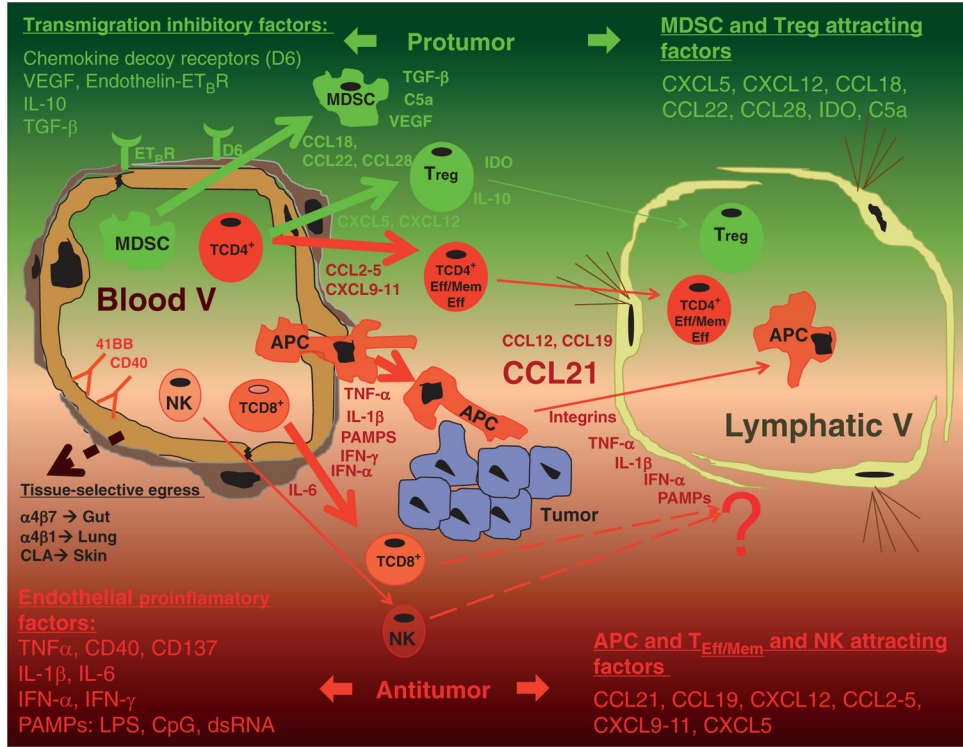 Transmigration inhibitory factors:
Chemokine decoy receptors (D6)
VEGF, Endothelin-ETBR
IL-10
TGF-β
Protumor
MDSC and Treg attracting
factors
CXCL5, CXCL12, CCL18,
CCL22, CCL28, IDO, C5a
MDSC
TGF-β
C5a
VEGF
ETBR
D6
CCL18,
CCL22, CCL28
Treg
IDO
IL-10
CXCL5, CXCL12
MDSC
TCD4+
Treg
Blood V
CCL2-5
CXCL9-11
TCD4+
Eff/Mem
Eff
TCD4+
Eff/Mem
Eff
41BB
CD40
APC
CCL12, CCL19
CCL21
APC
NK
TCD8+
TNF-α
IL-1β
PAMPS
IFN-γ
IFN-α
IL-6
APC
Integrins
Lymphatic V
TNF-α
IL-1β
IFN-α
PAMPs
?
Tumor
Tissue-selective egress
α4β7 → Gut
α4β1→ Lung
CLA→ Skin
TCD8+
NK
Endothelial proinflamatory
factors:
TNFα, CD40, CD137
IL-1β, IL-6
IFN-α, IFN-γ
PAMPs: LPS, CpG, dsRNA
Antitumor
APC and TEff/Mem and NK attracting
factors
CCL21, CCL19, CXCL12, CCL2-5,
CXCL9-11, CXCL5